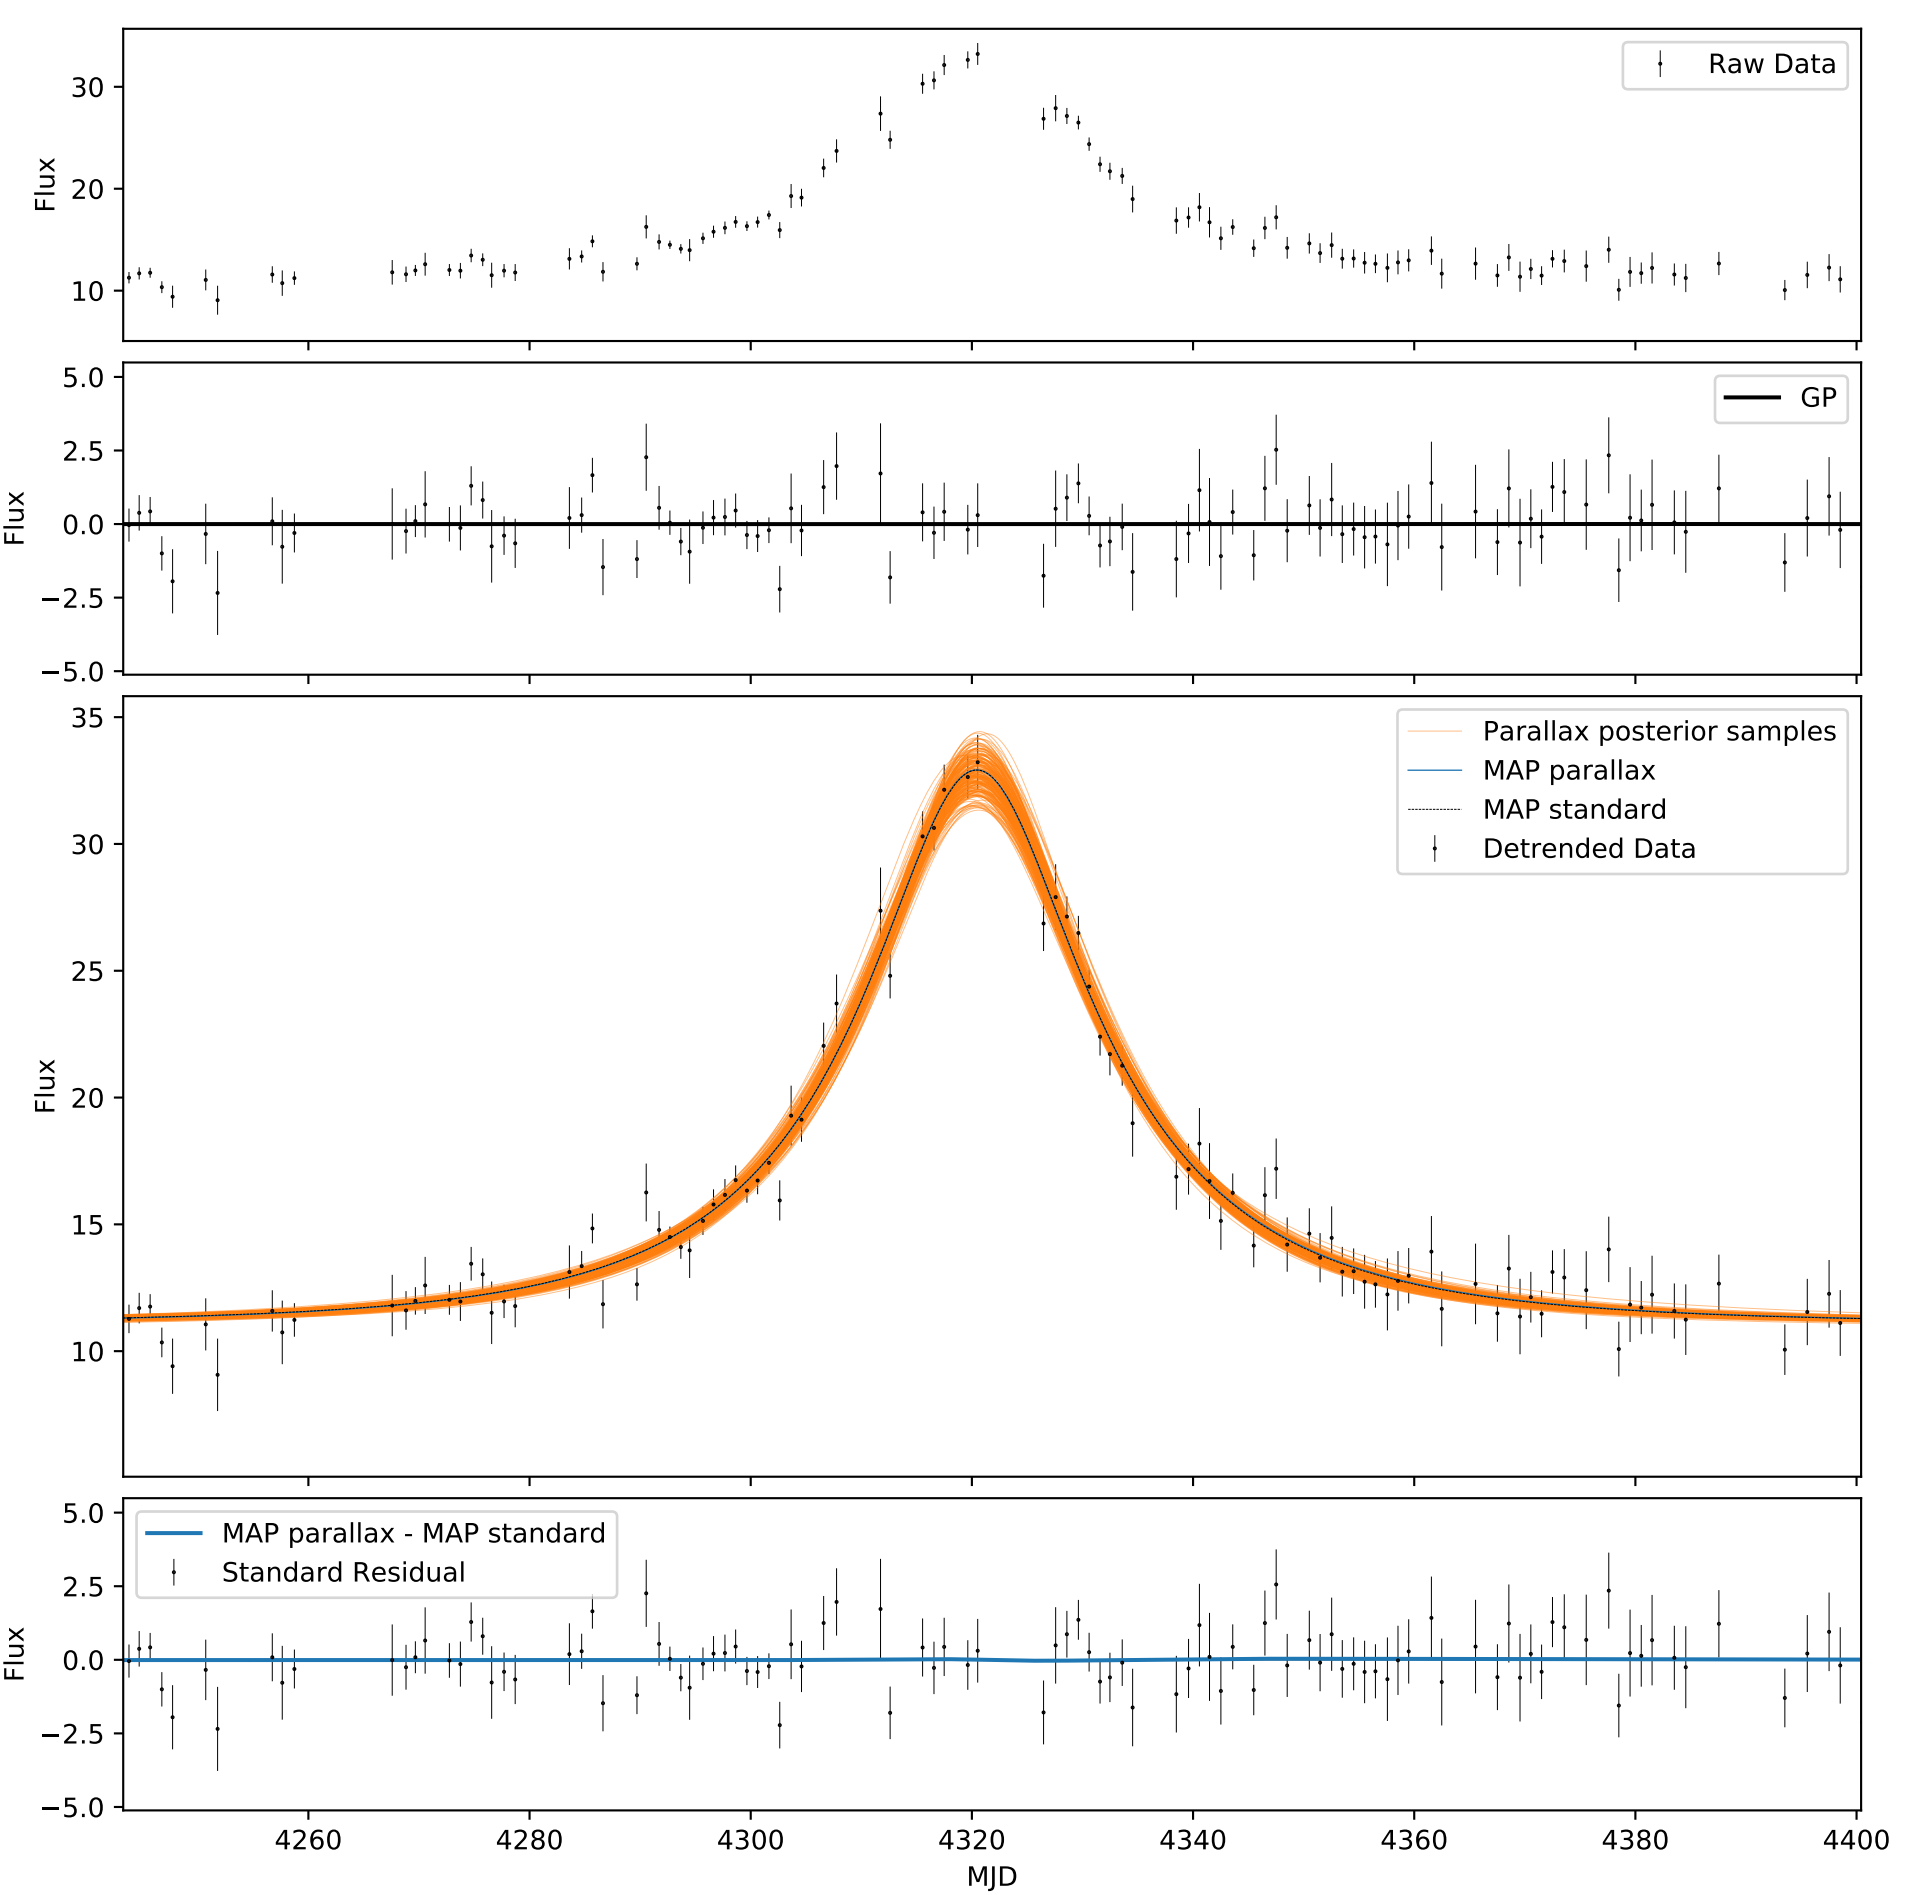 30
20
10
Flux
Raw Data
5.0
2.5
0.0
−2.5
−5.0
Flux
GP
35
30
25
20
15
10
Flux
Parallax posterior samples
MAP parallax
MAP standard
Detrended Data
5.0
2.5
0.0
−2.5
−5.0
Flux
MAP parallax - MAP standard
Standard Residual
4260 4280 4300 4320 4340 4360 4380 4400
MJD